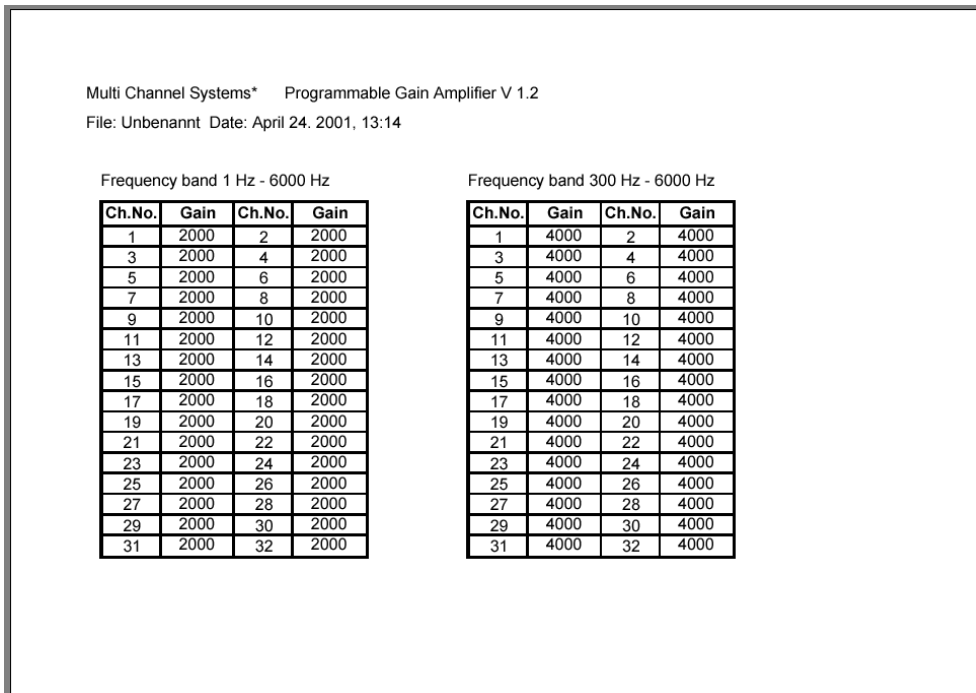 Multi Channel Systems* Programmable Gain Amplifier V 1.2
File: Unbenannt Date: April 24. 2001, 13:14
Frequency band 1 Hz - 6000 Hz
Ch.No. Gain Ch.No. Gain
1 2000 2 2000
3 2000 4 2000
5 2000 6 2000
7 2000 8 2000
9 2000 10 2000
11 2000 12 2000
13 2000 14 2000
15 2000 16 2000
17 2000 18 2000
19 2000 20 2000
21 2000 22 2000
23 2000 24 2000
25 2000 26 2000
27 2000 28 2000
29 2000 30 2000
31 2000 32 2000
Frequency band 300 Hz - 6000 Hz
Ch.No. Gain Ch.No. Gain
1 4000 2 4000
3 4000 4 4000
5 4000 6 4000
7 4000 8 4000
9 4000 10 4000
11 4000 12 4000
13 4000 14 4000
15 4000 16 4000
17 4000 18 4000
19 4000 20 4000
21 4000 22 4000
23 4000 24 4000
25 4000 26 4000
27 4000 28 4000
29 4000 30 4000
31 4000 32 4000